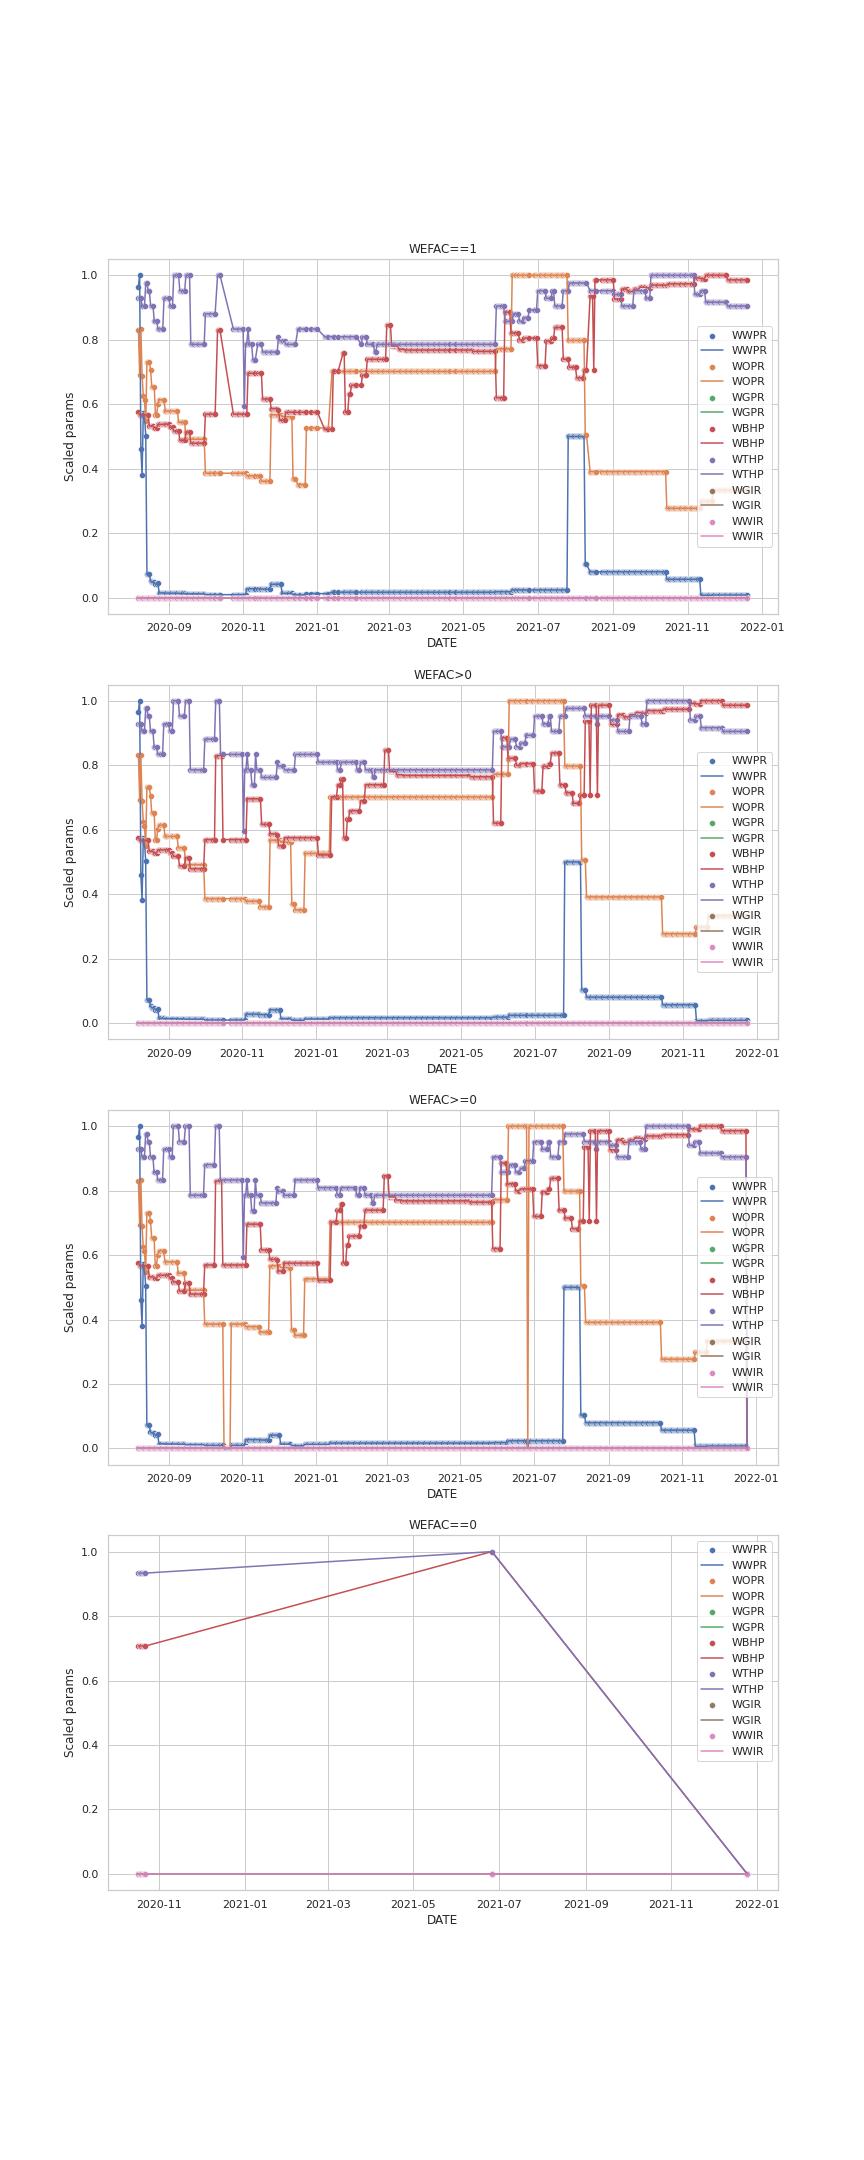 WEFAC==1
1.0
0.8
0.6
0.4
0.2
0.0
Scaled params
WWPR
WWPR
WOPR
WOPR
WGPR
WGPR
WBHP
WBHP
WTHP
WTHP
WGIR
WGIR
WWIR
WWIR
2020-09 2020-11 2021-01 2021-03 2021-05 2021-07 2021-09 2021-11 2022-01
DATE
WEFAC>0
1.0
0.8
0.6
0.4
0.2
0.0
Scaled params
WWPR
WWPR
WOPR
WOPR
WGPR
WGPR
WBHP
WBHP
WTHP
WTHP
WGIR
WGIR
WWIR
WWIR
2020-09 2020-11 2021-01 2021-03 2021-05 2021-07 2021-09 2021-11 2022-01
DATE
WEFAC>=0
1.0
0.8
0.6
0.4
0.2
0.0
Scaled params
WWPR
WWPR
WOPR
WOPR
WGPR
WGPR
WBHP
WBHP
WTHP
WTHP
WGIR
WGIR
WWIR
WWIR
2020-09 2020-11 2021-01 2021-03 2021-05 2021-07 2021-09 2021-11 2022-01
DATE
WEFAC==0
1.0
0.8
0.6
0.4
0.2
0.0
Scaled params
WWPR
WWPR
WOPR
WOPR
WGPR
WGPR
WBHP
WBHP
WTHP
WTHP
WGIR
WGIR
WWIR
WWIR
2020-11 2021-01 2021-03 2021-05 2021-07 2021-09 2021-11 2022-01
DATE